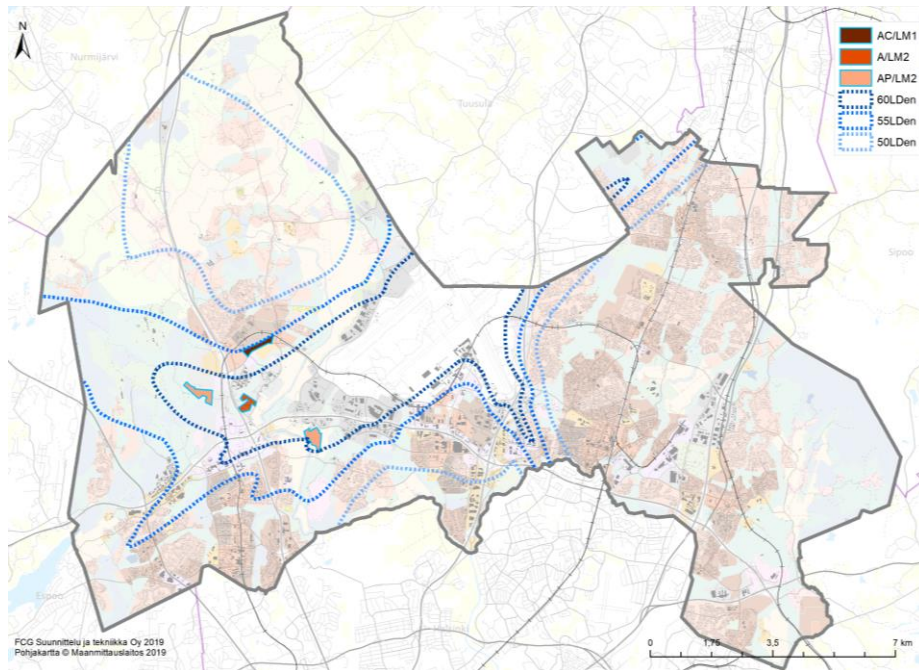 N
Nurmijärvi
Tuusula
Kerava
Sipoo
Espoo
AC/LM1
A/LM2
AP/LM2
60LDen
55LDen
50LDen
FCG Suunnittelu ja tekniikka Oy 2019
Pohjakartta © Maanmittauslaitos 2019
0 1,75 3,5 7 km